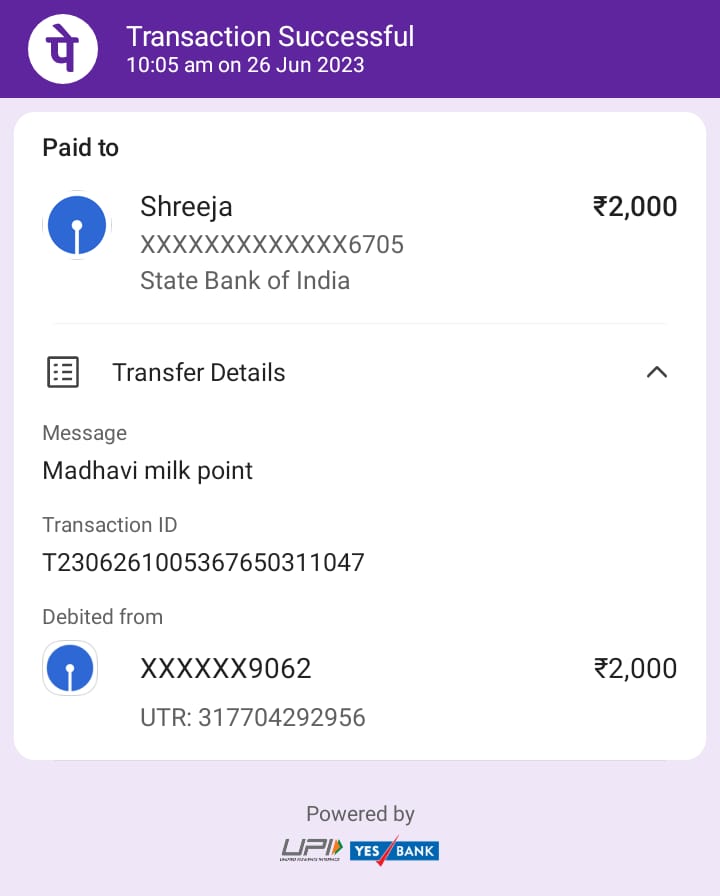 पे
Transaction Successful
10:05 am on 26 Jun 2023
Paid to
Shreeja
₹2,000
XXXXXXXXXXXXX6705
State Bank of India
Transfer Details
Message
Madhavi milk point
Transaction ID
T2306261005367650311047
Debited from
XXXXXX9062
₹2,000
UTR: 317704292956
Powered by
UPI
UNIFIED PAYMENTS INTERFACE
YES BANK